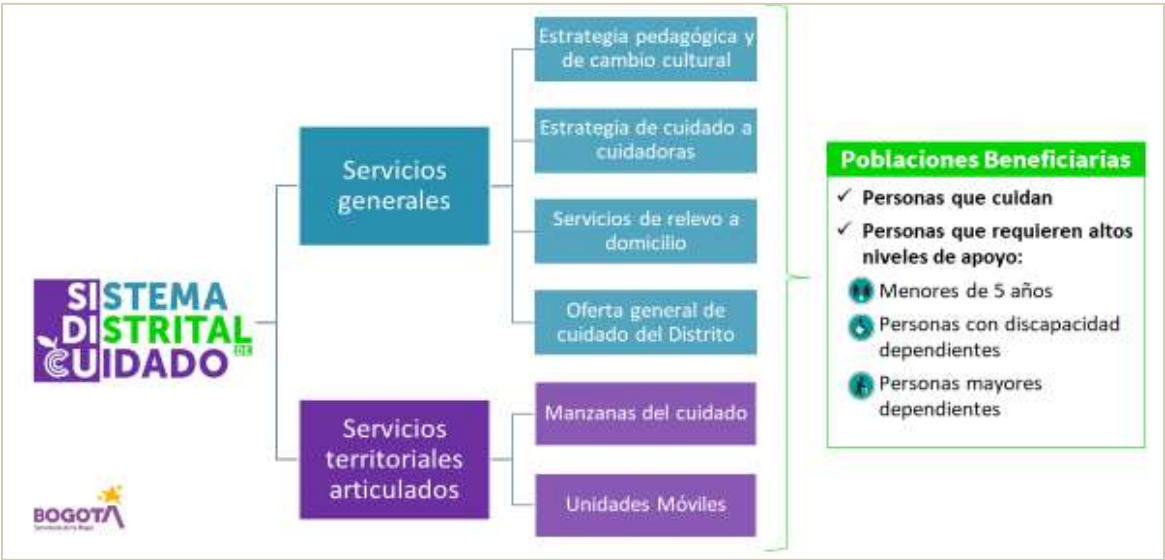 Estrategia pedagógica y
de cambio cultural
Estrategia de cuidado a
cuidadoras
Servicios
generales
Servicios de relevo a
domicilio
Oferta general de
cuidado del Distrito
SISTEMA
DISTRITAL
DE
CUIDADO
Servicios
territoriales
articulados
Manzanas del cuidado
Unidades Móviles
Poblaciones Beneficiarias
✓ Personas que cuidan
✓ Personas que requieren altos
niveles de apoyo:
Menores de 5 años
Personas con discapacidad
dependientes
Personas mayores
dependientes
BOGOTÁ